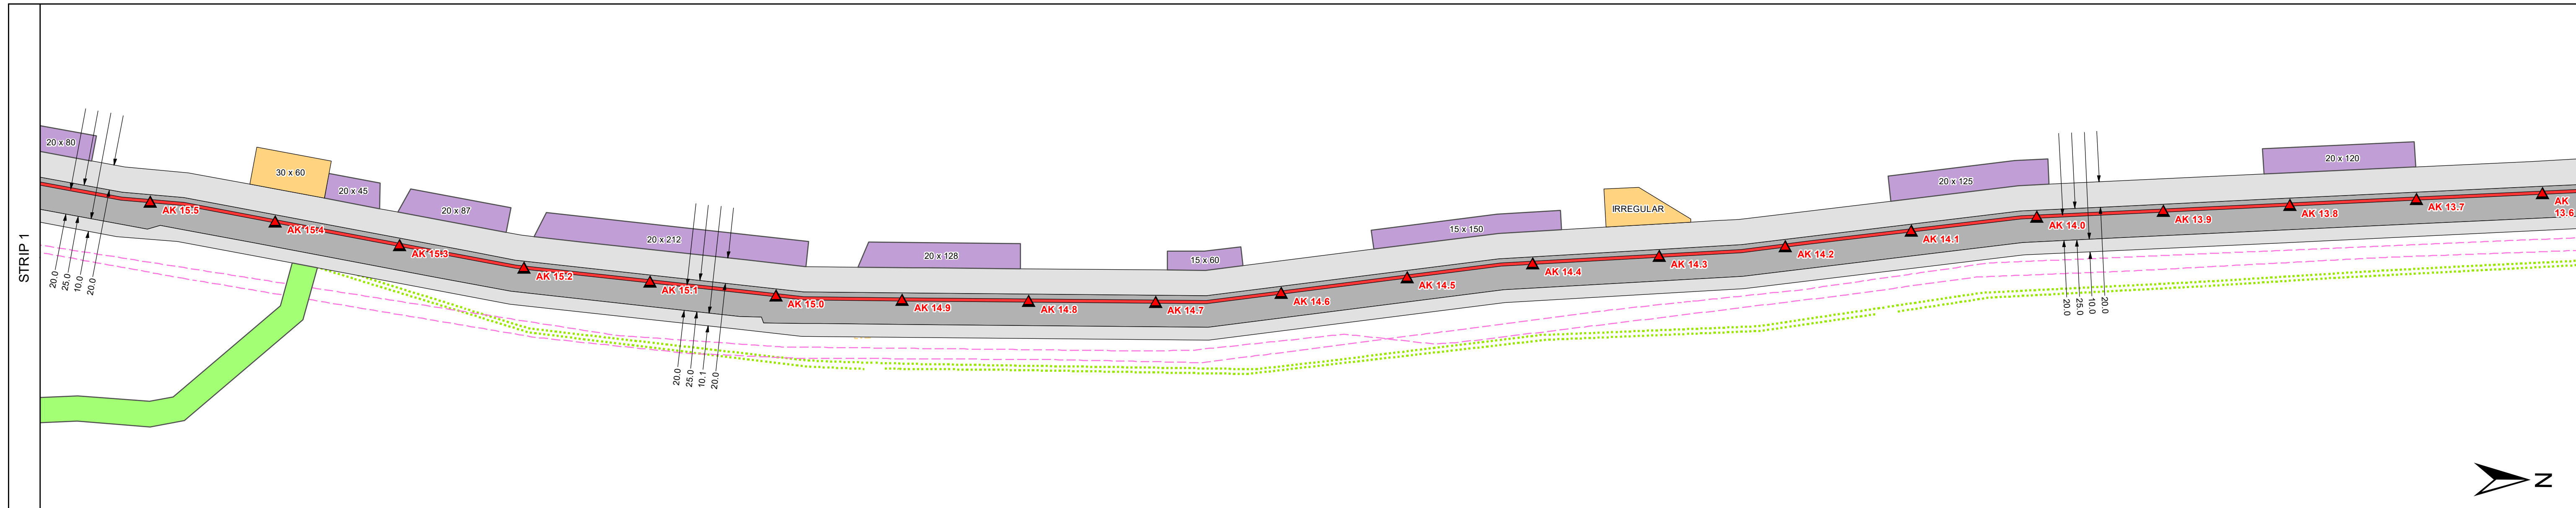 STRIP 1
20 x 80
30 x 60
20 x 45
20 x 87
20 x 212
20 x 128
15 x 60
15 x 150
IRREGULAR
20 x 125
20 x 120
AK 15.5
AK 15.4
AK 15.3
AK 15.2
AK 15.1
AK 15.0
AK 14.9
AK 14.8
AK 14.7
AK 14.6
AK 14.5
AK 14.4
AK 14.3
AK 14.2
AK 14.1
AK 14.0
AK 13.9
AK 13.8
AK 13.7
AK
13.6
20.0
25.0
10.0
20.0
20.0
25.0
10.1
20.0
20.0
25.0
10.0
20.0
N